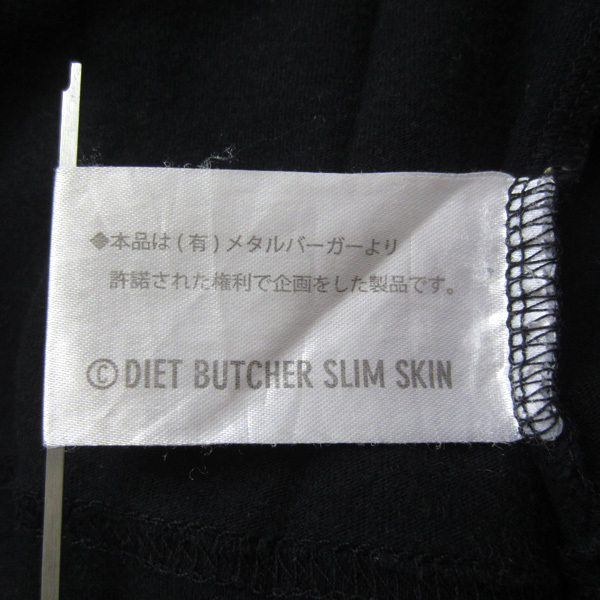 ◆本品は(有)メタルバーガーより
許諾された権利で企画をした製品です。
©DIET BUTCHER SLIM SKIN